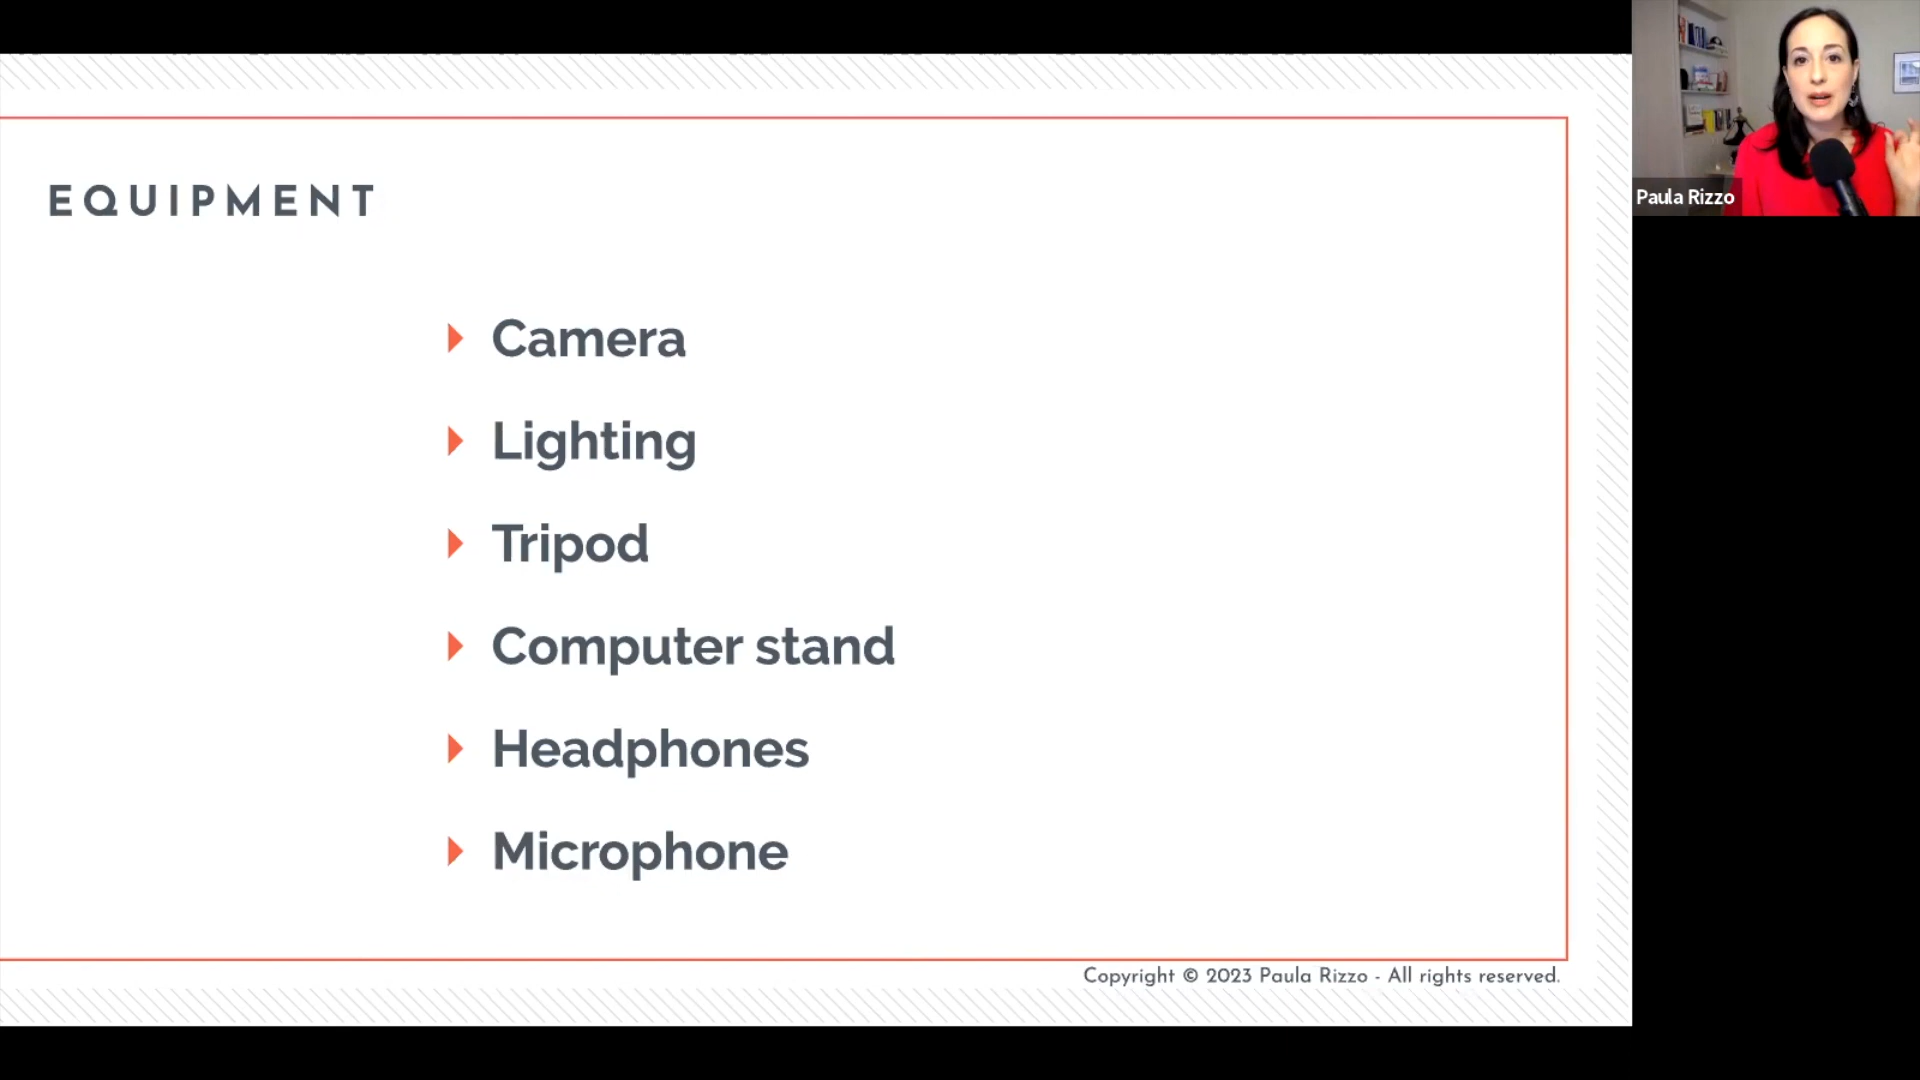 EQUIPMENT
Camera
Lighting
Tripod
Computer stand
Headphones
Microphone
Copyright © 2023 Paula Rizzo - All rights reserved.
Paula Rizzo